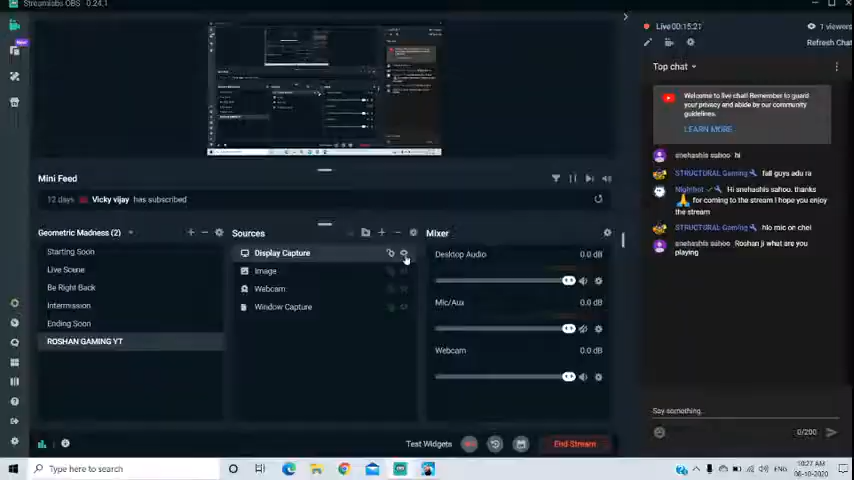 Streamlabs OBS 0.24.1
Live 00:15:21
1 viewers
Refresh Chat
Top chat
Welcome to live chat! Remember to guard
your privacy and abide by our community
guidelines.
LEARN MORE
snehashis sahoo hi
STRUCTURAL Gaming fall guys adu ra
Nightbot Hi snehashis sahoo. thanks
for coming to the stream I hope you enjoy
the stream
STRUCTURAL Gaming hlo mic on chei
snehashis sahoo Roshan ji what are you
playing
Say something.
0/200
Mini Feed
12 days Vicky vijay has subscribed
Geometric Madness (2)
Starting Soon
Live Scene
Be Right Back
Intermission
Ending Soon
ROSHAN GAMING YT
Sources
Display Capture
Image
Webcam
Window Capture
Mixer
Desktop Audio 0.0 dB
Mic/Aux 0.0 dB
Webcam 0.0 dB
Test Widgets
End Stream
Type here to search
ENG
10:27 AM
06-10-2020